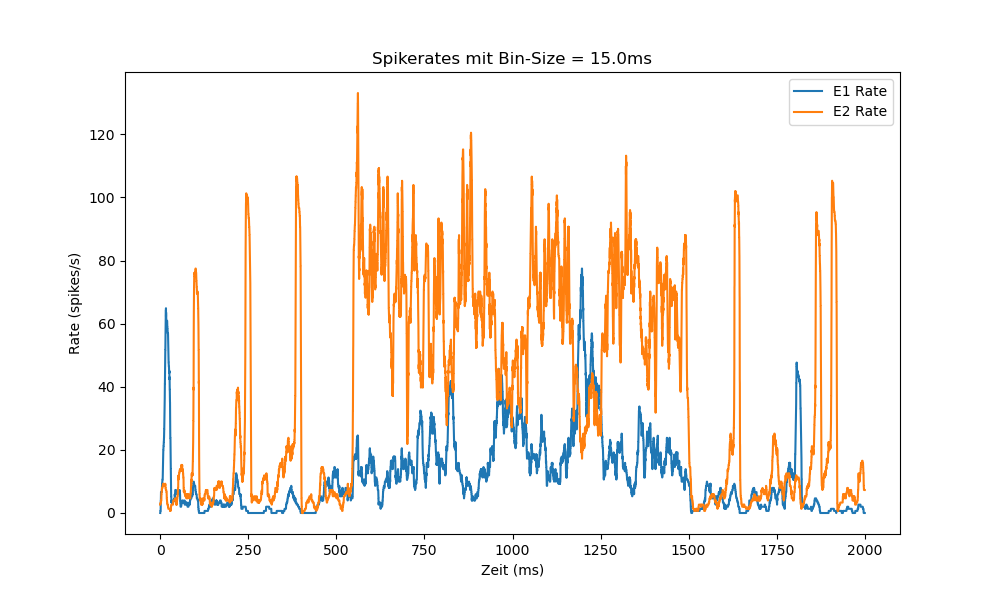 Spikerates mit Bin-Size = 15.0ms
E1 Rate
E2 Rate
Rate (spikes/s)
120
100
80
60
40
20
0
0 250 500 750 1000 1250 1500 1750 2000
Zeit (ms)